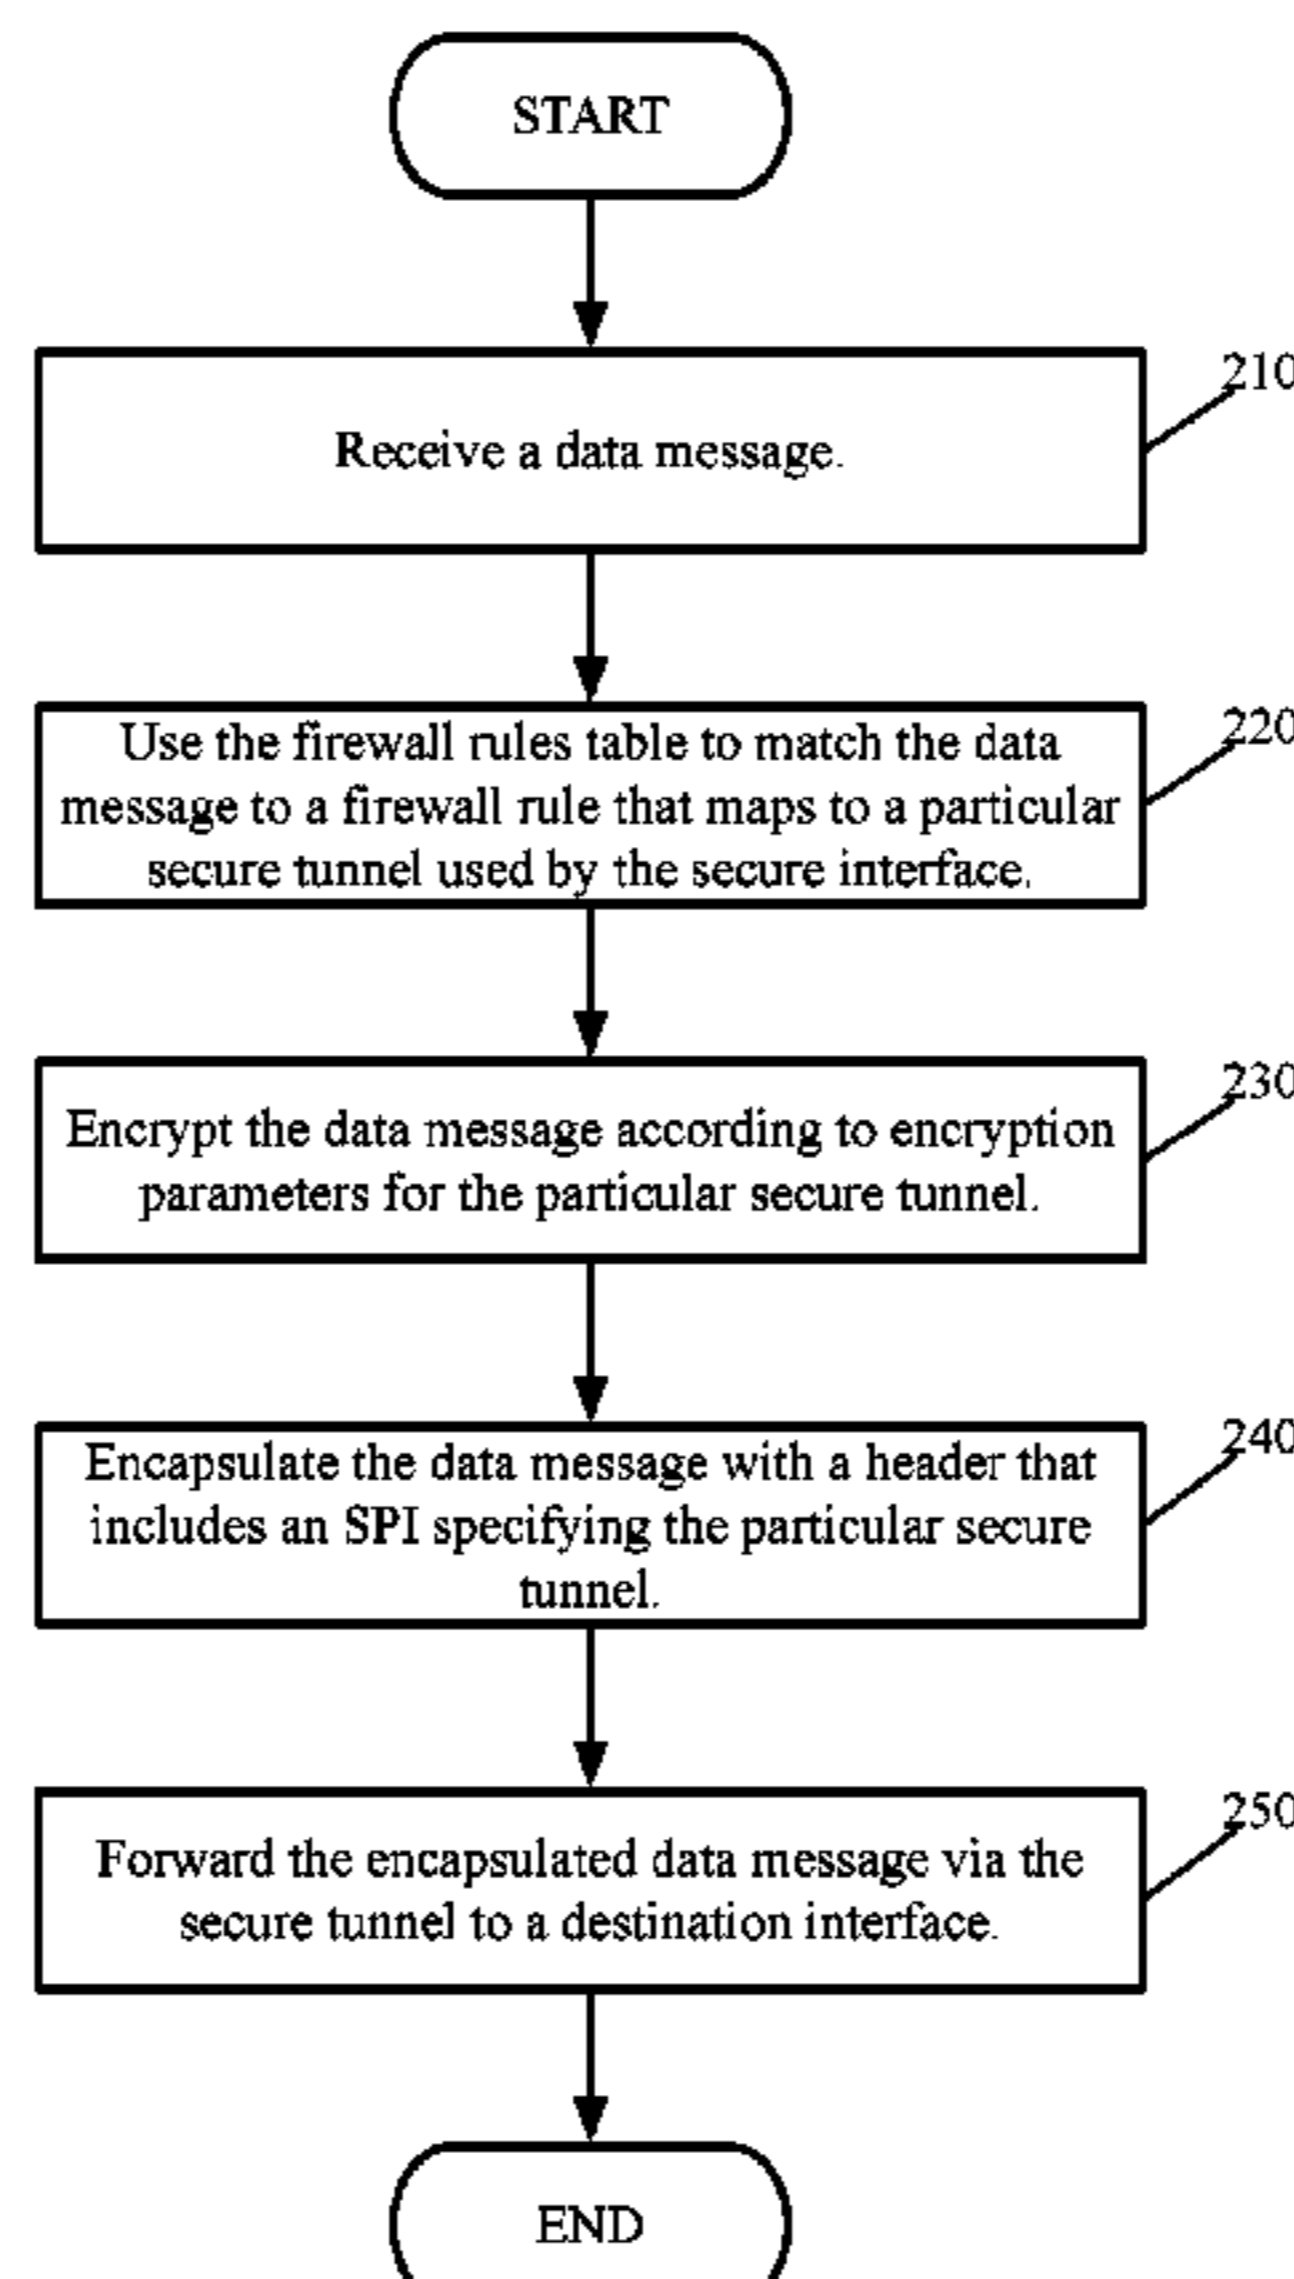 START
210
Receive a data message.
220
Use the firewall rules table to match the data
message to a firewall rule that maps to a particular
secure tunnel used by the secure interface.
230
Encrypt the data message according to encryption
parameters for the particular secure tunnel.
240
Encapsulate the data message with a header that
includes an SPI specifying the particular secure
tunnel.
250
Forward the encapsulated data message via the
secure tunnel to a destination interface.
END